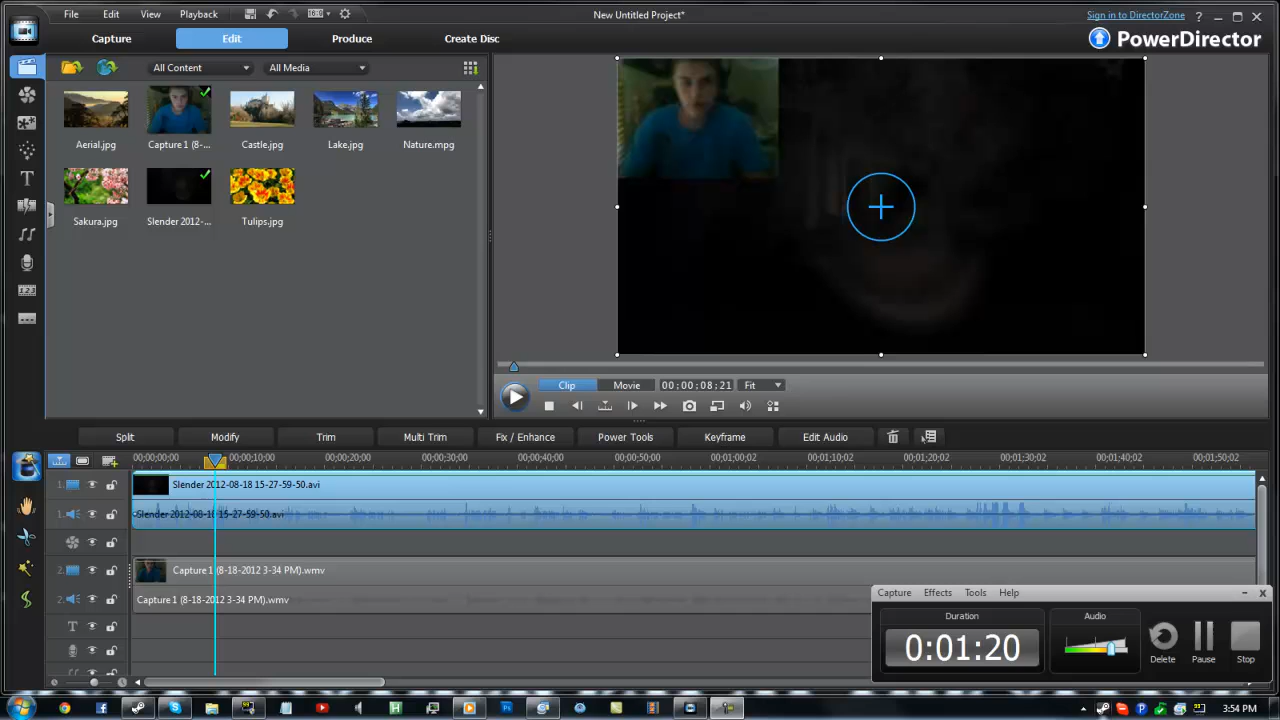 File Edit View Playback New Untitled Project* Sign in to DirectorZone ?
Capture Edit Produce Create Disc PowerDirector
All Content All Media
Aerial.jpg Capture 1 (8-... Castle.jpg Lake.jpg Nature.mpg
Sakura.jpg Slender 2012-... Tulips.jpg
Clip Movie 00;00;08;21 Fit
Split Modify Trim Multi Trim Fix / Enhance Power Tools Keyframe Edit Audio
00;00;00;00 00;00;10;00 00;00;20;00 00;00;30;00 00;00;40;00 00;00;50;00 00;01;00;02 00;01;10;02 00;01;20;02 00;01;30;02 00;01;40;02 00;01;50;02
1. Slender 2012-08-18 15-27-59-50.avi
1. Slender 2012-08-18 15-27-59-50.avi
2. Capture 1 (8-18-2012 3-34 PM).wmv
2. Capture 1 (8-18-2012 3-34 PM).wmv
Capture Effects Tools Help
Duration Audio
0:01:20
Delete Pause Stop
3:54 PM